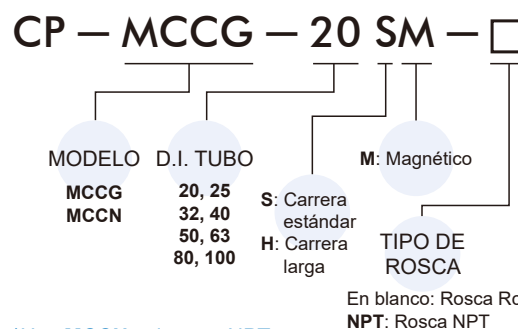 CP — MCCG — 20 SM —
MODELO
MCCG
MCCN
D.I. TUBO
20, 25
32, 40
50, 63
80, 100
S: Carrera
estándar
H: Carrera
larga
M: Magnético
TIPO DE
ROSCA
En blanco: Rosca
NPT: Rosca NPT